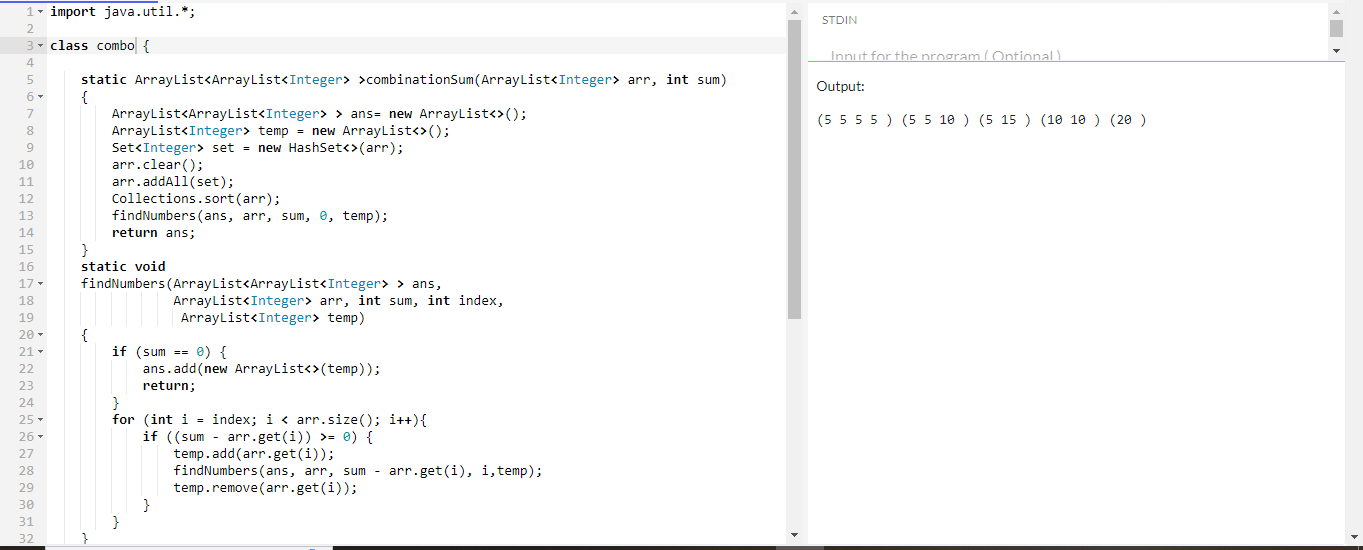 1 import java.util.*;
2
3 class combo {
4
5 static ArrayList<ArrayList<Integer> >combinationSum(ArrayList<Integer> arr, int sum)
6 {
7 ArrayList<ArrayList<Integer> > ans= new ArrayList<>();
8 ArrayList<Integer> temp = new ArrayList<>();
9 Set<Integer> set = new HashSet<>(arr);
10 arr.clear();
11 arr.addAll(set);
12 Collections.sort(arr);
13 findNumbers(ans, arr, sum, 0, temp);
14 return ans;
15 }
16 static void
17 findNumbers(ArrayList<ArrayList<Integer> > ans,
18 ArrayList<Integer> arr, int sum, int index,
19 ArrayList<Integer> temp)
20 {
21 if (sum == 0) {
22 ans.add(new ArrayList<>(temp));
23 return;
24 }
25 for (int i = index; i < arr.size(); i++){
26 if ((sum - arr.get(i)) >= 0) {
27 temp.add(arr.get(i));
28 findNumbers(ans, arr, sum - arr.get(i), i,temp);
29 temp.remove(arr.get(i));
30 }
31 }
32 }
STDIN
Input for the program ( Optional )
Output:
(5 5 5 5 ) (5 5 10 ) (5 15 ) (10 10 ) (20 )